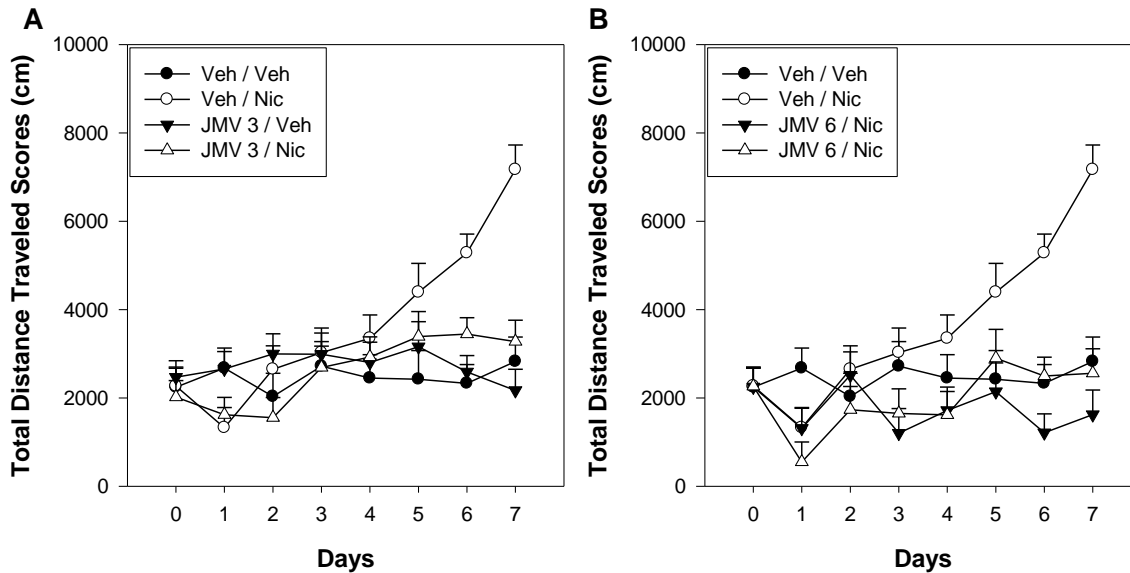 A
Total Distance Traveled Scores (cm)
10000
8000
6000
4000
2000
0
Veh / Veh
Veh / Nic
JMV 3 / Veh
JMV 3 / Nic
0 1 2 3 4 5 6 7
Days
B
Total Distance Traveled Scores (cm)
10000
8000
6000
4000
2000
0
Veh / Veh
Veh / Nic
JMV 6 / Nic
JMV 6 / Nic
0 1 2 3 4 5 6 7
Days